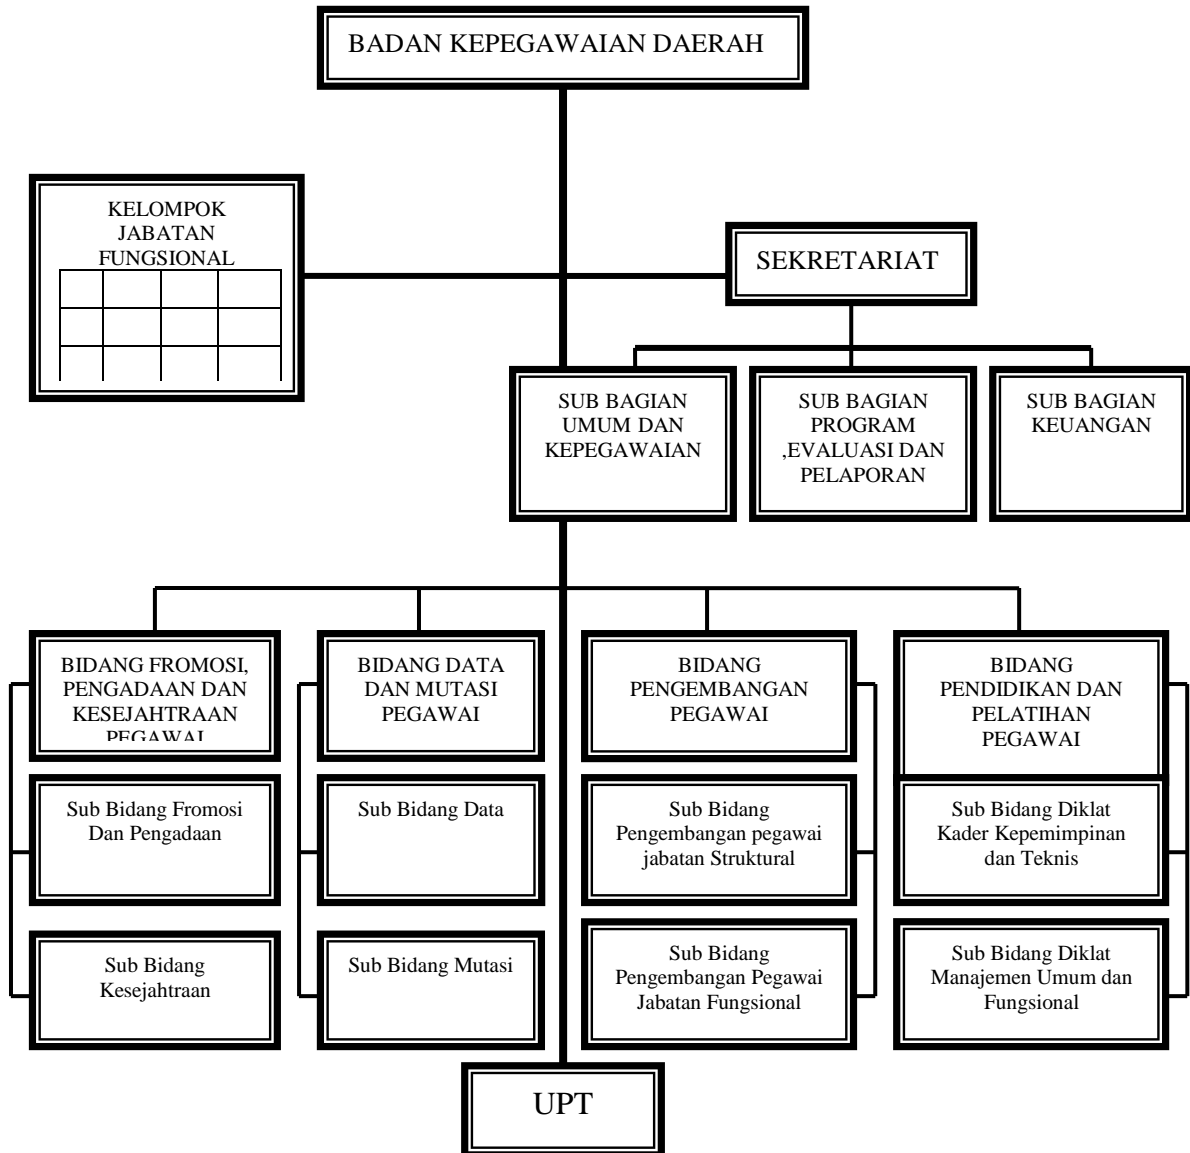 BADAN KEPEGAWAIAN DAERAH
KELOMPOK
JABATAN
FUNGSIONAL
SEKRETARIAT
SUB BAGIAN
UMUM DAN
KEPEGAWAIAN
SUB BAGIAN
PROGRAM
,EVALUASI DAN
PELAPORAN
SUB BAGIAN
KEUANGAN
BIDANG FROMOSI,
PENGADAAN DAN
KESEJAHTRAAN
PEGAWAI
BIDANG DATA
DAN MUTASI
PEGAWAI
BIDANG
PENGEMBANGAN
PEGAWAI
BIDANG
PENDIDIKAN DAN
PELATIHAN
PEGAWAI
Sub Bidang Fromosi
Dan Pengadaan
Sub Bidang Data
Sub Bidang
Pengembangan pegawai
jabatan Struktural
Sub Bidang Diklat
Kader Kepemimpinan
dan Teknis
Sub Bidang
Kesejahtraan
Sub Bidang Mutasi
Sub Bidang
Pengembangan Pegawai
Jabatan Fungsional
Sub Bidang Diklat
Manajemen Umum dan
Fungsional
UPT